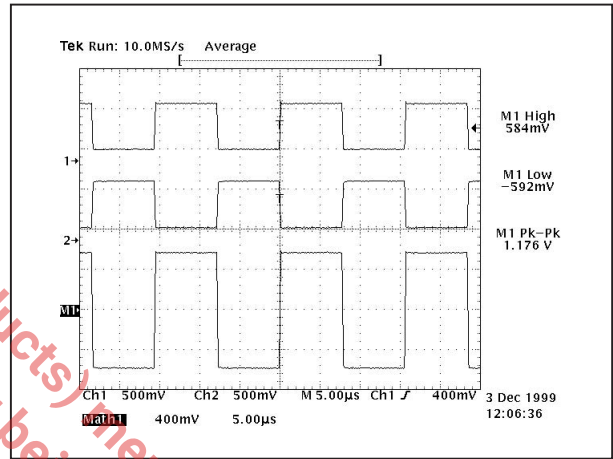 Tek Run: 10.0MS/s Average
M1 High
584mV
1
M1 Low
−592mV
M1 Pk–Pk
1.176 V
2
M1
Ch1 500mV Ch2 500mV M 5.00µs Ch1 400mV
Math1 400mV 5.00µs
3 Dec 1999
12:06:36
ducts)